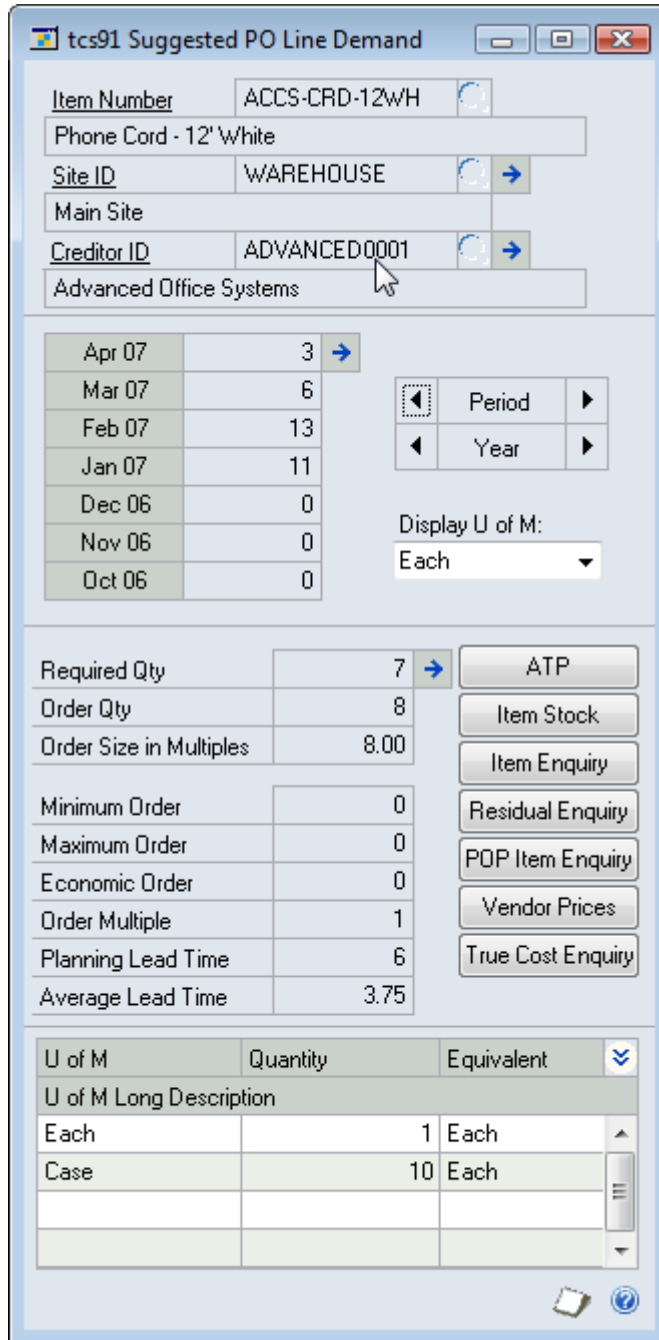 tcs91 Suggested PO Line Demand
Item Number ACCS-CRD-12WH
Phone Cord - 12' White
Site ID WAREHOUSE
Main Site
Creditor ID ADVANCED0001
Advanced Office Systems
Apr 07 3
Mar 07 6
Feb 07 13
Jan 07 11
Dec 06 0
Nov 06 0
Oct 06 0
Period
Year
Display U of M:
Each
Required Qty 7
Order Qty 8
Order Size in Multiples 8.00
Minimum Order 0
Maximum Order 0
Economic Order 0
Order Multiple 1
Planning Lead Time 6
Average Lead Time 3.75
ATP
Item Stock
Item Enquiry
Residual Enquiry
POP Item Enquiry
Vendor Prices
True Cost Enquiry
U of M Quantity Equivalent
U of M Long Description
Each 1 Each
Case 10 Each